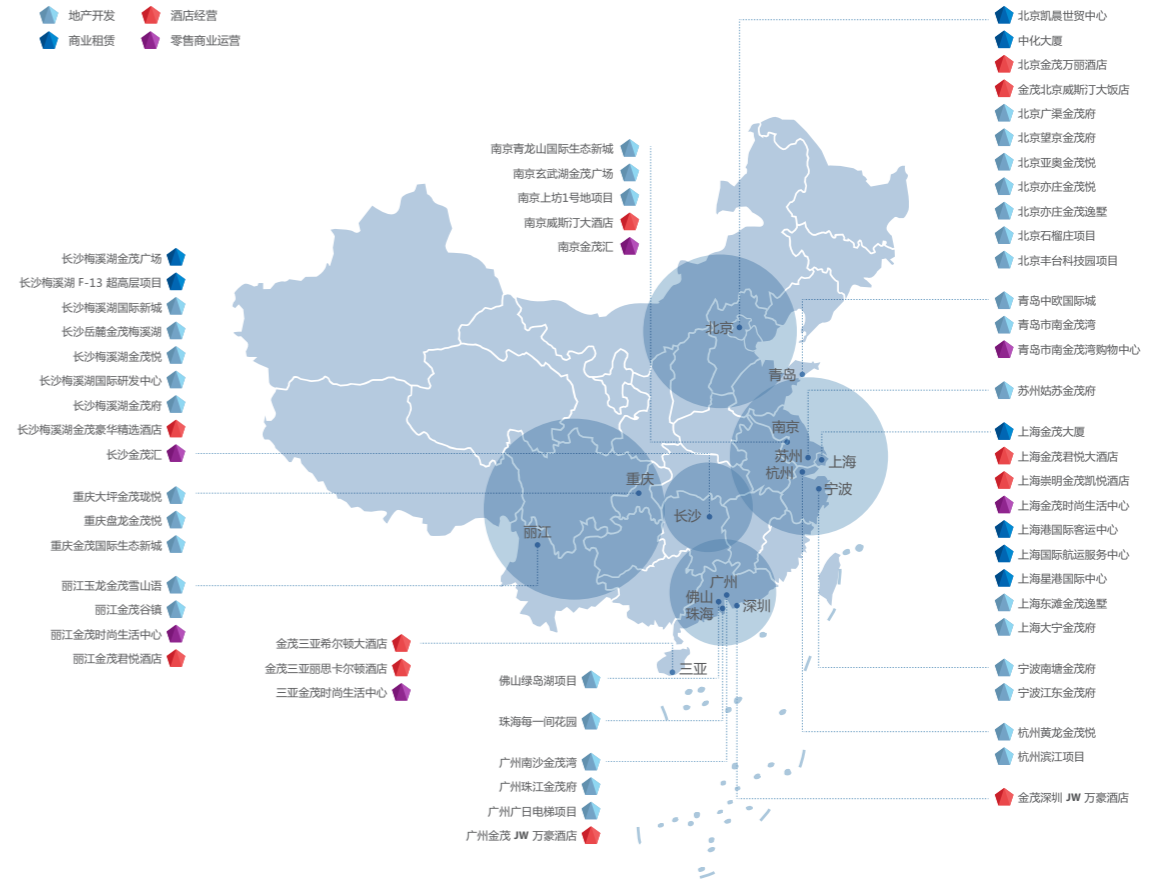 地产开发
酒店经营
商业租赁
零售商业运营
南京青龙山国际生态新城
南京玄武湖金茂广场
南京上坊1号地项目
南京威斯汀大酒店
南京金茂汇
长沙梅溪湖金茂广场
长沙梅溪湖 F-13 超高层项目
长沙梅溪湖国际新城
长沙岳麓金茂梅溪湖
长沙梅溪湖金茂悦
长沙梅溪湖国际研发中心
长沙梅溪湖金茂府
长沙梅溪湖金茂豪华精选酒店
长沙金茂汇
重庆大坪金茂珑悦
重庆盘龙金茂悦
重庆金茂国际生态新城
丽江玉龙金茂雪山语
丽江金茂谷镇
丽江金茂时尚生活中心
丽江金茂君悦酒店
金茂三亚希尔顿大酒店
金茂三亚丽思卡尔顿酒店
三亚金茂时尚生活中心
佛山绿岛湖项目
珠海每一间花园
广州南沙金茂湾
广州珠江金茂府
广州广日电梯项目
广州金茂 JW 万豪酒店
北京
青岛
南京
苏州
上海
杭州
宁波
重庆
长沙
丽江
广州
佛山
深圳
珠海
三亚
北京凯晨世贸中心
中化大厦
北京金茂万丽酒店
金茂北京威斯汀大饭店
北京广渠金茂府
北京望京金茂府
北京亚奥金茂悦
北京亦庄金茂悦
北京亦庄金茂逸墅
北京石榴庄项目
北京丰台科技园项目
青岛中欧国际城
青岛市南金茂湾
青岛市南金茂湾购物中心
苏州姑苏金茂府
上海金茂大厦
上海金茂君悦大酒店
上海崇明金茂凯悦酒店
上海金茂时尚生活中心
上海港国际客运中心
上海国际航运服务中心
上海星港国际中心
上海东滩金茂逸墅
上海大宁金茂府
宁波南塘金茂府
宁波江东金茂府
杭州黄龙金茂悦
杭州滨江项目
金茂深圳 JW 万豪酒店